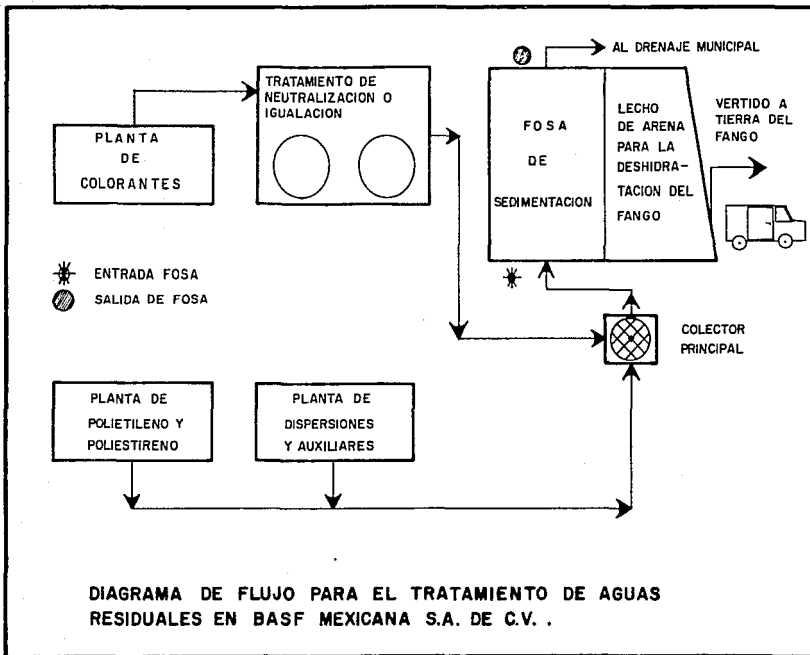 AL DRENAJE MUNICIPAL
TRATAMIENTO DE
NEUTRALIZACION O
IGUALACION
PLANTA
DE
COLORANTES
FOSA
DE
SEDIMENTACION
LECHO
DE ARENA
PARA LA
DESHIDRA-
TACION DEL
FANGO
VERTIDO A
TIERRA DEL
FANGO
ENTRADA FOSA
SALIDA DE FOSA
COLECTOR
PRINCIPAL
PLANTA DE
POLIETILENO Y
POLIESTIRENO
PLANTA DE
DISPERSIONES
Y AUXILIARES
DIAGRAMA DE FLUJO PARA EL TRATAMIENTO DE AGUAS
RESIDUALES EN BASF MEXICANA S.A. DE C.V. .